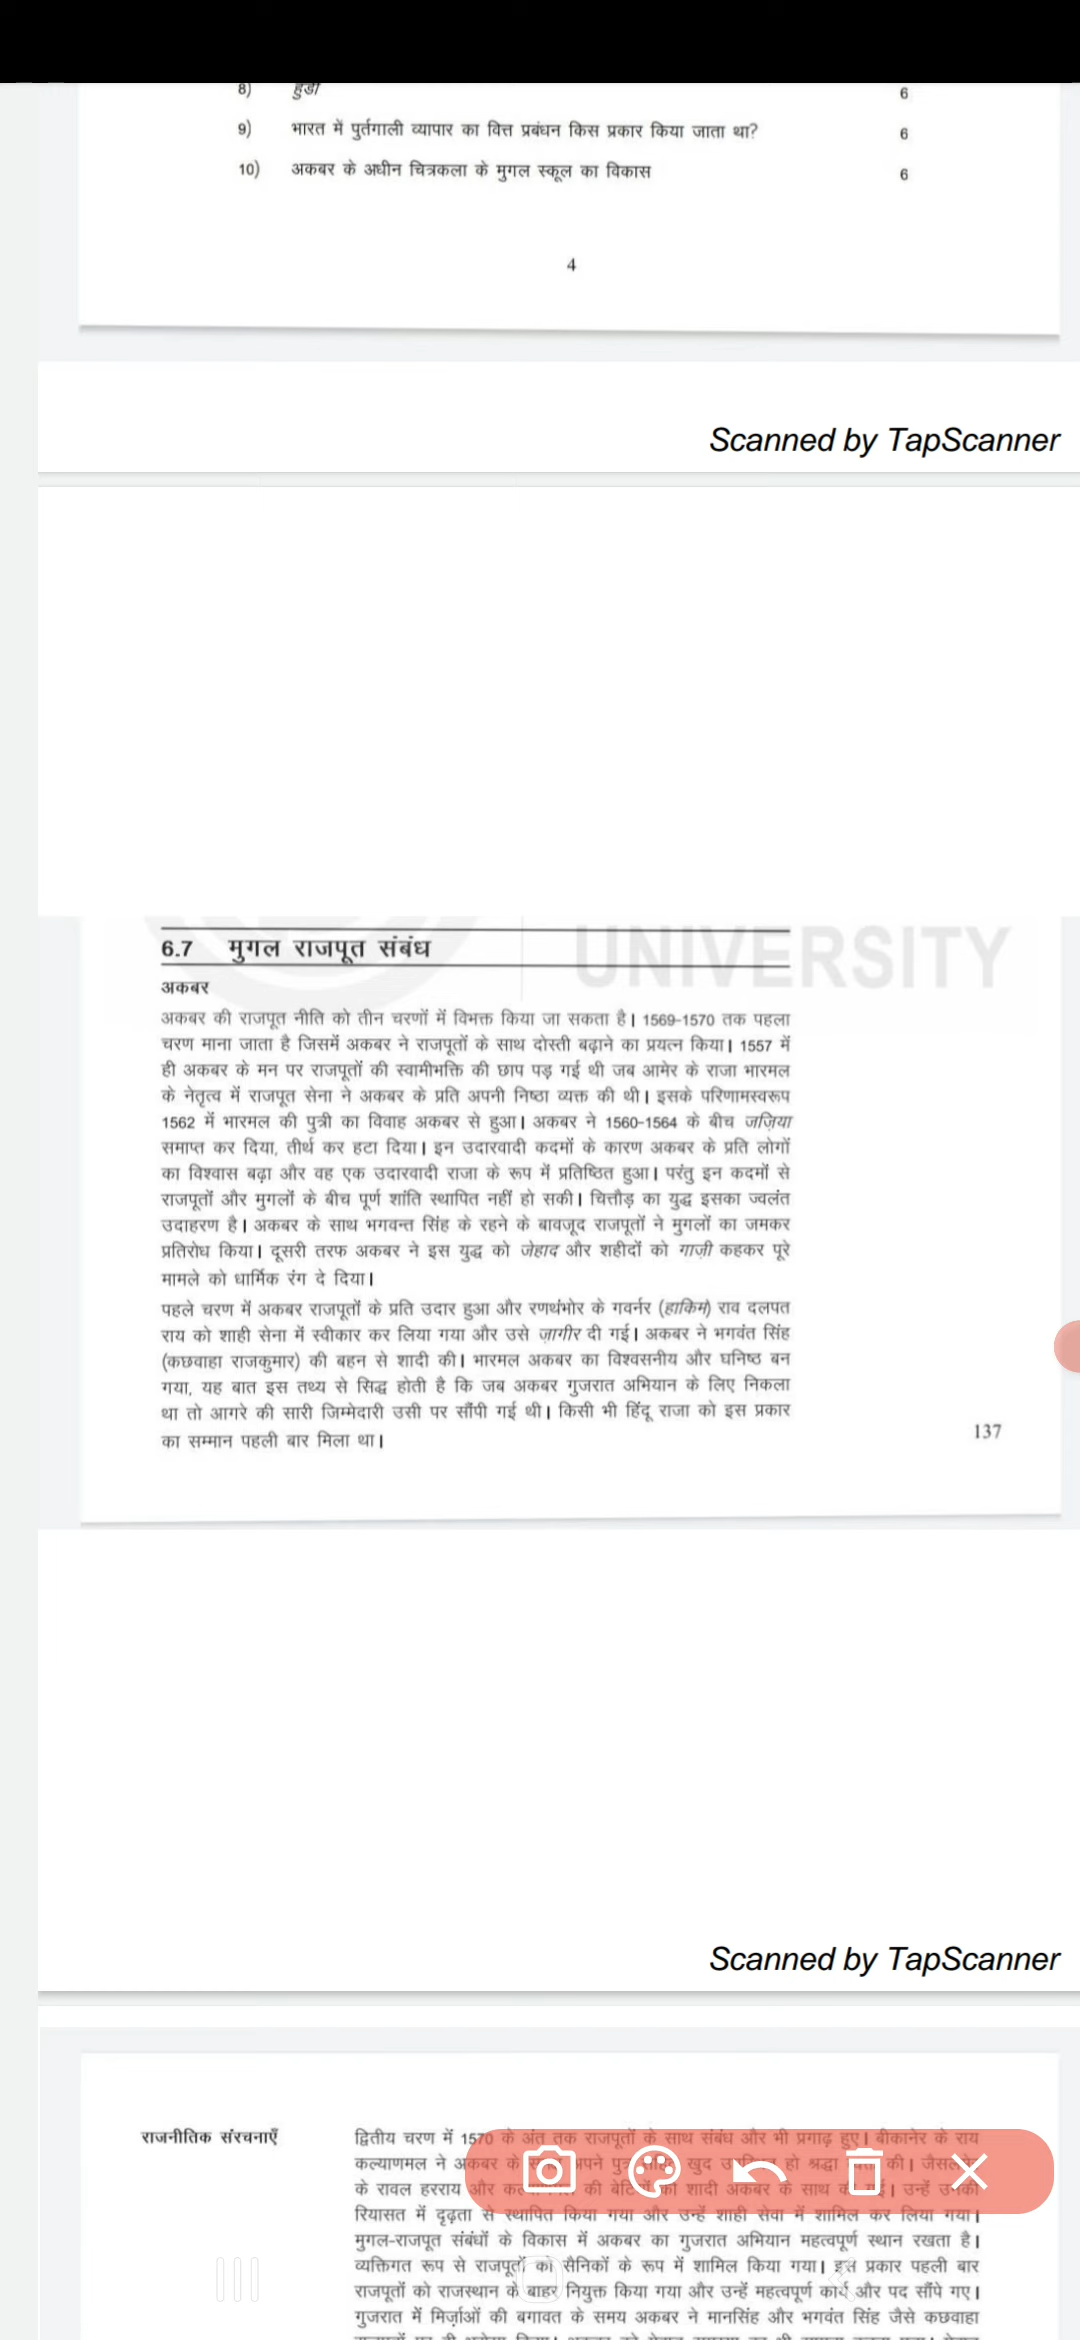 8) हुंडी 6
9) भारत में पुर्तगाली व्यापार का वित्त प्रबंधन किस प्रकार किया जाता था? 6
10) अकबर के अधीन चित्रकला के मुगल स्कूल का विकास 6
4
Scanned by TapScanner
UNIVERSITY
6.7 मुगल राजपूत संबंध
अकबर
अकबर की राजपूत नीति को तीन चरणों में विभक्त किया जा सकता है। 1569-1570 तक पहला
चरण माना जाता है जिसमें अकबर ने राजपूतों के साथ दोस्ती बढ़ाने का प्रयत्न किया। 1557 में
ही अकबर के मन पर राजपूतों की स्वामीभक्ति की छाप पड़ गई थी जब आमेर के राजा भारमल
के नेतृत्व में राजपूत सेना ने अकबर के प्रति अपनी निष्ठा व्यक्त की थी। इसके परिणामस्वरूप
1562 में भारमल की पुत्री का विवाह अकबर से हुआ। अकबर ने 1560-1564 के बीच जज़िया
समाप्त कर दिया, तीर्थ कर हटा दिया। इन उदारवादी कदमों के कारण अकबर के प्रति लोगों
का विश्वास बढ़ा और वह एक उदारवादी राजा के रूप में प्रतिष्ठित हुआ। परंतु इन कदमों से
राजपूतों और मुगलों के बीच पूर्ण शांति स्थापित नहीं हो सकी। चित्तौड़ का युद्ध इसका ज्वलंत
उदाहरण है। अकबर के साथ भगवन्त सिंह के रहने के बावजूद राजपूतों ने मुगलों का जमकर
प्रतिरोध किया। दूसरी तरफ अकबर ने इस युद्ध को जेहाद और शहीदों को गाज़ी कहकर पूरे
मामले को धार्मिक रंग दे दिया।
पहले चरण में अकबर राजपूतों के प्रति उदार हुआ और रणथंभोर के गवर्नर (हाकिम) राव दलपत
राय को शाही सेना में स्वीकार कर लिया गया और उसे ज़ागीर दी गई। अकबर ने भगवंत सिंह
(कछवाहा राजकुमार) की बहन से शादी की। भारमल अकबर का विश्वसनीय और घनिष्ठ बन
गया, यह बात इस तथ्य से सिद्ध होती है कि जब अकबर गुजरात अभियान के लिए निकला
था तो आगरे की सारी जिम्मेदारी उसी पर सौंपी गई थी। किसी भी हिंदू राजा को इस प्रकार
का सम्मान पहली बार मिला था।
137
Scanned by TapScanner
राजनीतिक संरचनाएँ
द्वितीय चरण में 1570 के अंत तक राजपूतों के साथ संबंध और भी प्रगाढ़ हुए। बीकानेर के राय
कल्याणमल ने अकबर के अपने खुद हो श्रद्धा की।
के रावल हरराय और की शादी अकबर के साथ की गई। उन्हें उनकी
रियासत में दृढ़ता से स्थापित किया गया और उन्हें शाही सेवा में शामिल कर लिया गया।
मुगल-राजपूत संबंधों के विकास में अकबर का गुजरात अभियान महत्वपूर्ण स्थान रखता है।
व्यक्तिगत रूप से राजपूतों को सैनिकों के रूप में शामिल किया गया। इस प्रकार पहली बार
राजपूतों को राजस्थान के बाहर नियुक्त किया गया और उन्हें महत्वपूर्ण कार्य और पद सौंपे गए।
गुजरात में मिर्ज़ाओं की बगावत के समय अकबर ने मानसिंह और भगवंत सिंह जैसे कछवाहा